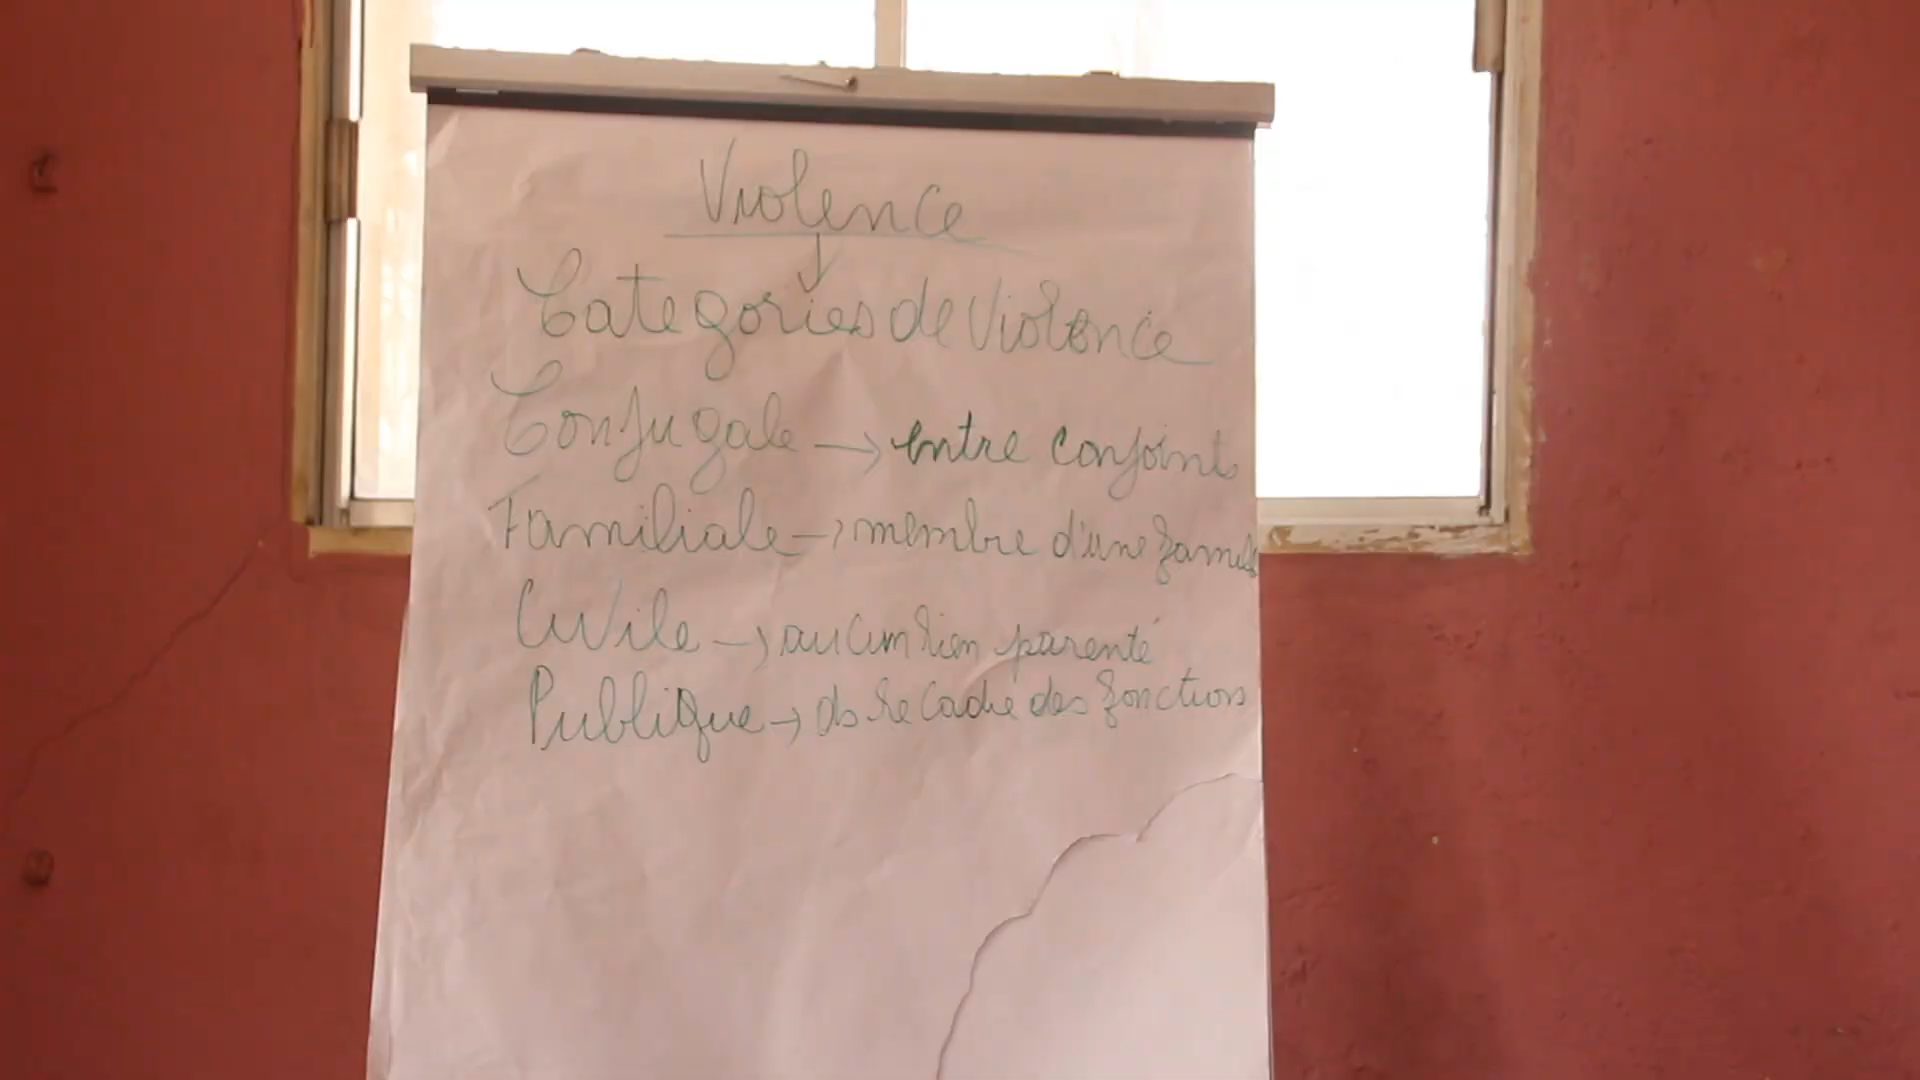 Violence
↓
Categories de Violence
Conjugale → entre conjoints
Familiale → membre d'une famille
Civile → aucun lien parenté
Publique → ds le Cadre des fonctions